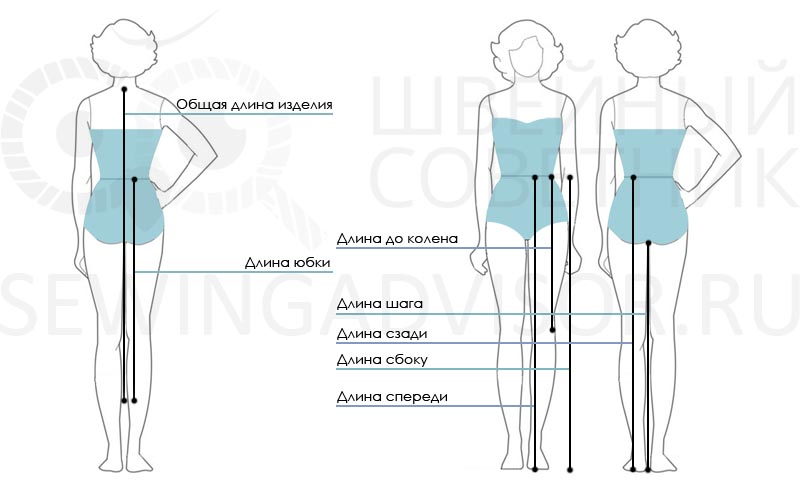 ШВЕЙНЫЙ
СОВЕТНИК
Общая длина изделия
Длина юбки
Длина до колена
SEWINGADVISOR.RU
Длина шага
Длина сзади
Длина сбоку
Длина спереди